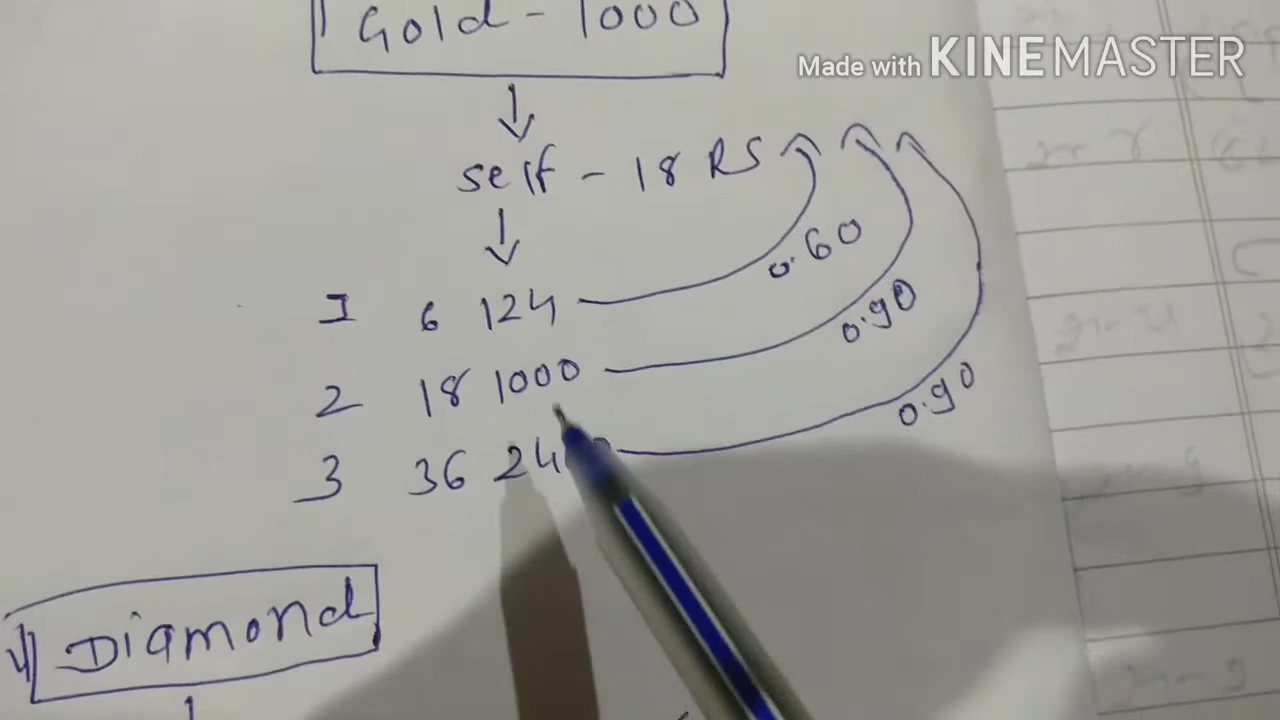 Gold - 1000
Made with KINEMASTER
self - 18 RS
0.60
1 6 124
0.90
2 18 1000
0.90
3 36 24
Diamond